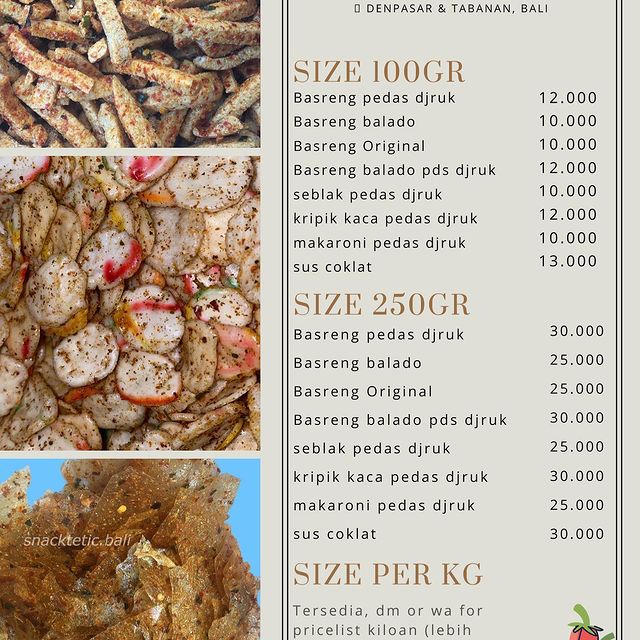 DENPASAR & TABANAN, BALI
SIZE 100GR
Basreng pedas djruk 12.000
Basreng balado 10.000
Basreng Original 10.000
Basreng balado pds djruk 12.000
seblak pedas djruk 10.000
kripik kaca pedas djruk 12.000
makaroni pedas djruk 10.000
sus coklat 13.000
SIZE 250GR
Basreng pedas djruk 30.000
Basreng balado 25.000
Basreng Original 25.000
Basreng balado pds djruk 30.000
seblak pedas djruk 25.000
kripik kaca pedas djruk 30.000
makaroni pedas djruk 25.000
sus coklat 30.000
SIZE PER KG
Tersedia, dm or wa for
pricelist kiloan (lebih
snacktetic.bali